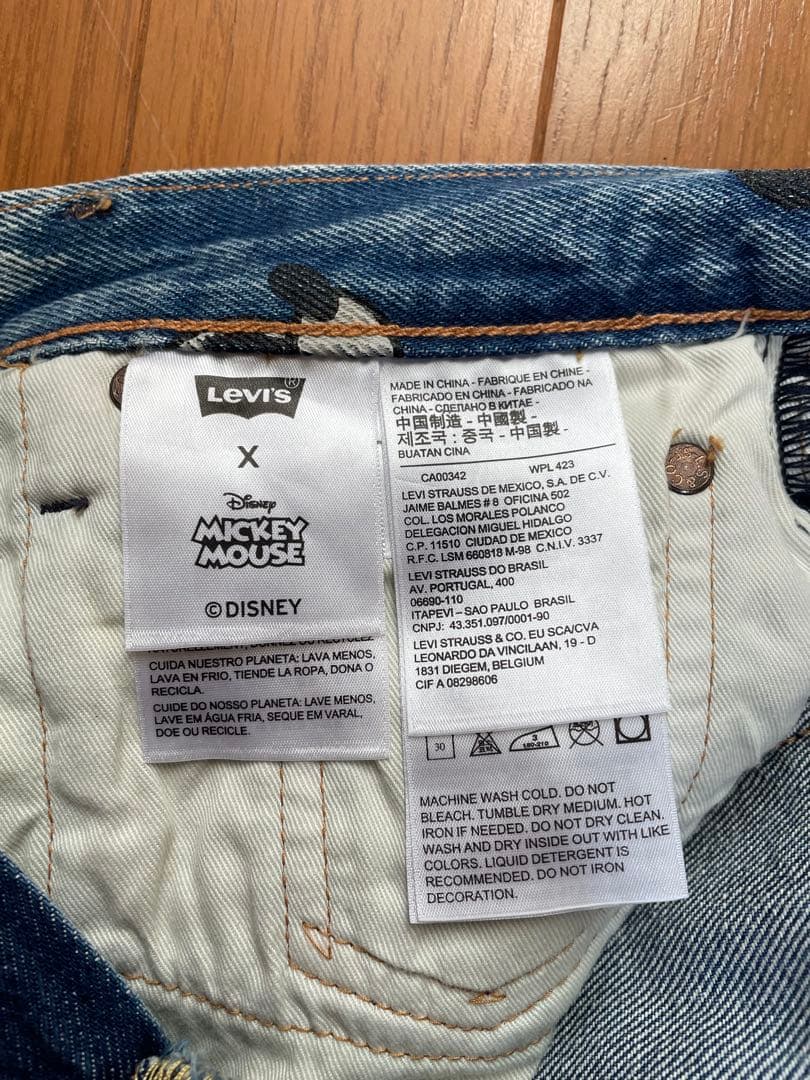 LEVI'S®
X
DISNEY
MICKEY
MOUSE
© DISNEY
CUIDA NUESTRO PLANETA: LAVA MENOS,
LAVA EN FRIO, TIENDE LA ROPA, DONA O
RECICLA.
CUIDE DO NOSSO PLANETA: LAVE MENOS,
LAVE EM ÁGUA FRIA, SEQUE EM VARAL,
DOE OU RECICLE.
MADE IN CHINA - FABRIQUE EN CHINE -
FABRICADO EN CHINA - FABRICADO NA
CHINA - СДЕЛАНО В КИТАЕ -
中国制造 - 中國製 -
제조국 : 중국 - 中国製 -
BUATAN CINA
CA00342 WPL 423
LEVI STRAUSS DE MEXICO, S.A. DE C.V.
JAIME BALMES # 8 OFICINA 502
COL. LOS MORALES POLANCO
DELEGACION MIGUEL HIDALGO
C.P. 11510 CIUDAD DE MEXICO
R.F.C. LSM 660818 M-98 C.N.I.V. 3337
LEVI STRAUSS DO BRASIL
AV. PORTUGAL, 400
06690-110
ITAPEVI – SAO PAULO BRASIL
CNPJ: 43.351.097/0001-90
LEVI STRAUSS & CO. EU SCA/CVA
LEONARDO DA VINCILAAN, 19 - D
1831 DIEGEM, BELGIUM
CIF A 08298606
30
3
180-210
MACHINE WASH COLD. DO NOT
BLEACH. TUMBLE DRY MEDIUM. HOT
IRON IF NEEDED. DO NOT DRY CLEAN.
WASH AND DRY INSIDE OUT WITH LIKE
COLORS. LIQUID DETERGENT IS
RECOMMENDED. DO NOT IRON
DECORATION.